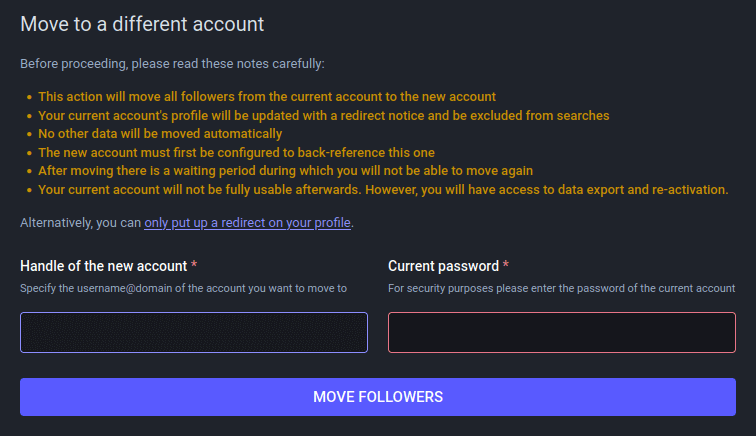 Move to a different account
Before proceeding, please read these notes carefully:
• This action will move all followers from the current account to the new account
• Your current account's profile will be updated with a redirect notice and be excluded from searches
• No other data will be moved automatically
• The new account must first be configured to back-reference this one
• After moving there is a waiting period during which you will not be able to move again
• Your current account will not be fully usable afterwards. However, you will have access to data export and re-activation.
Alternatively, you can only put up a redirect on your profile.
Handle of the new account *
Specify the username@domain of the account you want to move to
Current password *
For security purposes please enter the password of the current account
MOVE FOLLOWERS